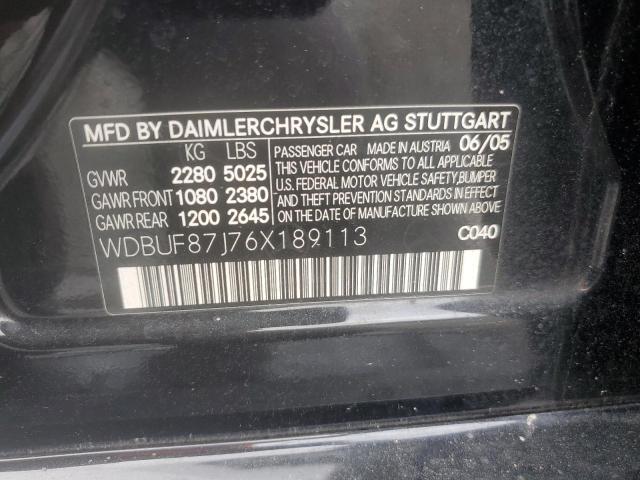 MFD BY DAIMLERCHRYSLER AG STUTTGART
KG LBS
GVWR 2280 5025
GAWR FRONT 1080 2380
GAWR REAR 1200 2645
PASSENGER CAR MADE IN AUSTRIA 06/05
THIS VEHICLE CONFORMS TO ALL APPLICABLE
U.S. FEDERAL MOTOR VEHICLE SAFETY,BUMPER
AND THEFT PREVENTION STANDARDS IN EFFECT
ON THE DATE OF MANUFACTURE SHOWN ABOVE.
WDBUF87J76X189113 C040